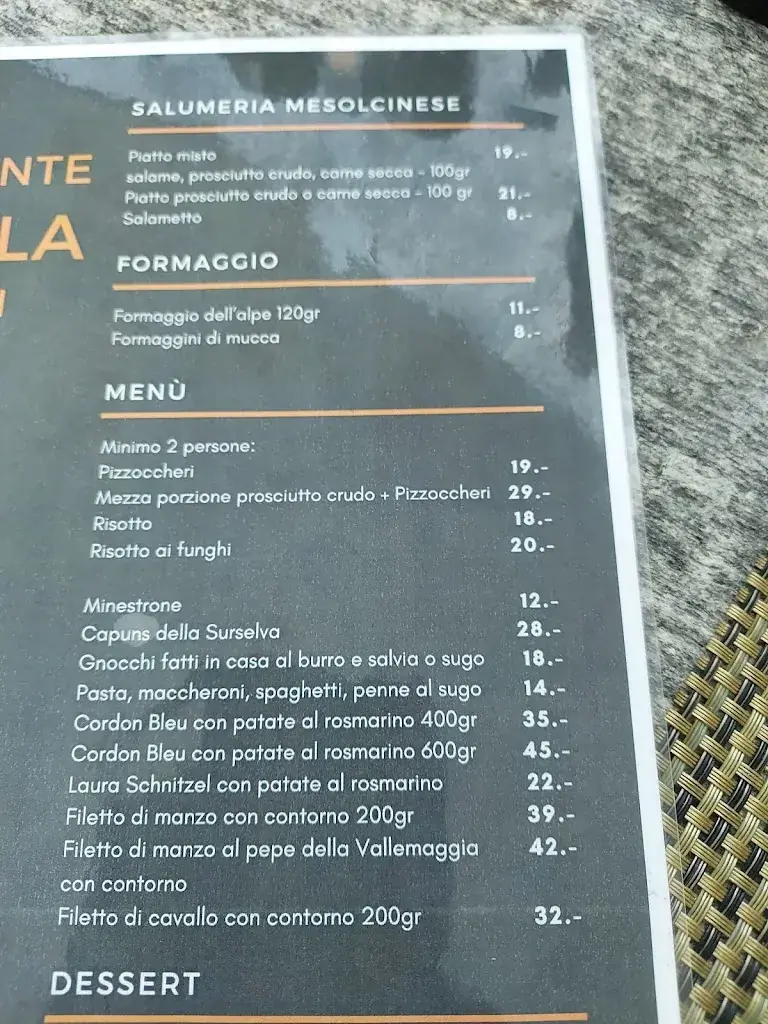 NTE
LA
SALUMERIA MESOLCINESE
Piatto misto 19.-
salame, prosciutto crudo, carne secca - 100gr
Piatto prosciutto crudo o carne secca - 100 gr 21.-
Salametto 8.-
FORMAGGIO
Formaggio dell'alpe 120gr 11.-
Formaggini di mucca 8.-
MENÙ
Minimo 2 persone:
Pizzoccheri 19.-
Mezza porzione prosciutto crudo + Pizzoccheri 29.-
Risotto 18.-
Risotto ai funghi 20.-
Minestrone 12.-
Capuns della Surselva 28.-
Gnocchi fatti in casa al burro e salvia o sugo 18.-
Pasta, maccheroni, spaghetti, penne al sugo 14.-
Cordon Bleu con patate al rosmarino 400gr 35.-
Cordon Bleu con patate al rosmarino 600gr 45.-
Laura Schnitzel con patate al rosmarino 22.-
Filetto di manzo con contorno 200gr 39.-
Filetto di manzo al pepe della Vallemaggia 42.-
con contorno
Filetto di cavallo con contorno 200gr 32.-
DESSERT